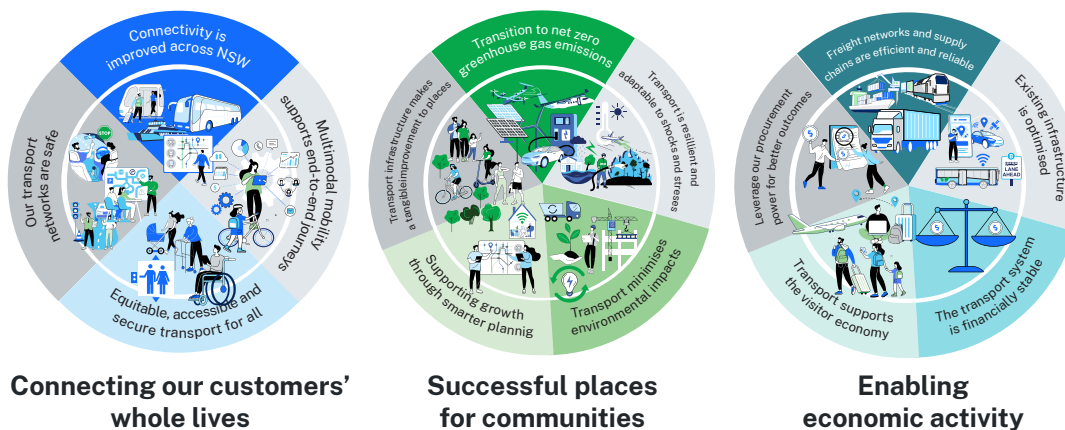 Connectivity is
improved across NSW
Multimodal mobility
supports end-to-end journeys
Equitable, accessible and
secure transport for all
Our transport
neworks are safe
STOP
Connecting our customers’
whole lives
Transition to net zero
greenhouse gas emissions
Transport is resilient and
adaptable to shocks and stresses
Transport minimises
environmental impacts
Supporting growth
through smarter plannig
Transport infrastructure makes
a tangibleimprovement to places
Successful places
for communities
Freight networks and supply
chains are efficient and reliable
Existing infrastructure
is optimised
LANE
AHEAD
The transport system
is financially stable
Transport supports
the visitor economy
Leverage our procurement
power for better outcomes
$
$
$
$
Enabling
economic activity